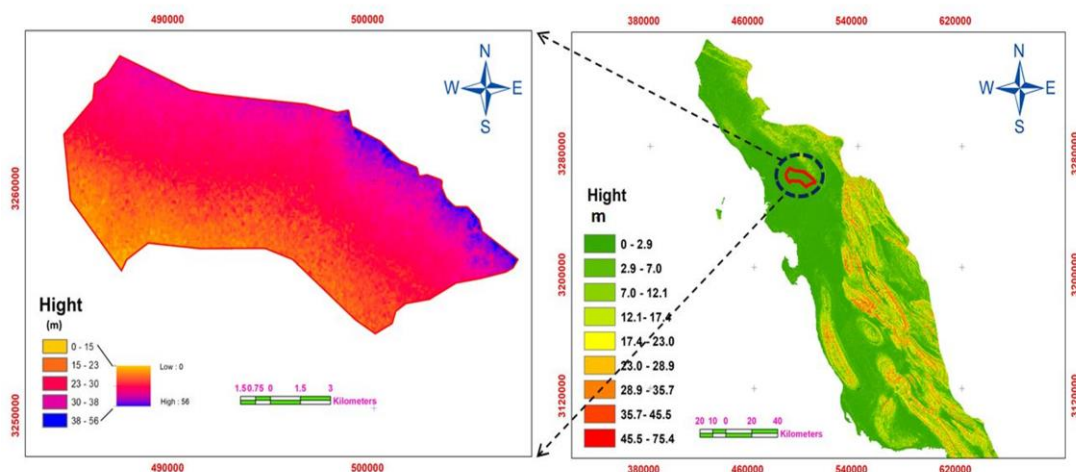 490000 500000
N
W E
S
3260000
3250000
Hight
(m)
0 - 15
15 - 23
23 - 30
30 - 38
38 - 56
Low : 0
High : 56
1.5 0.75 0 1.5 3
Kilometers
490000 500000
380000 460000 540000 620000
N
W E
S
3280000 3280000
3200000 3200000
3120000 3120000
Hight
m
0 - 2.9
2.9 - 7.0
7.0 - 12.1
12.1- 17.4
17.4 - 23.0
23.0 - 28.9
28.9 - 35.7
35.7 - 45.5
45.5 - 75.4
20 10 0 20 40
Kilometers
380000 460000 540000 620000